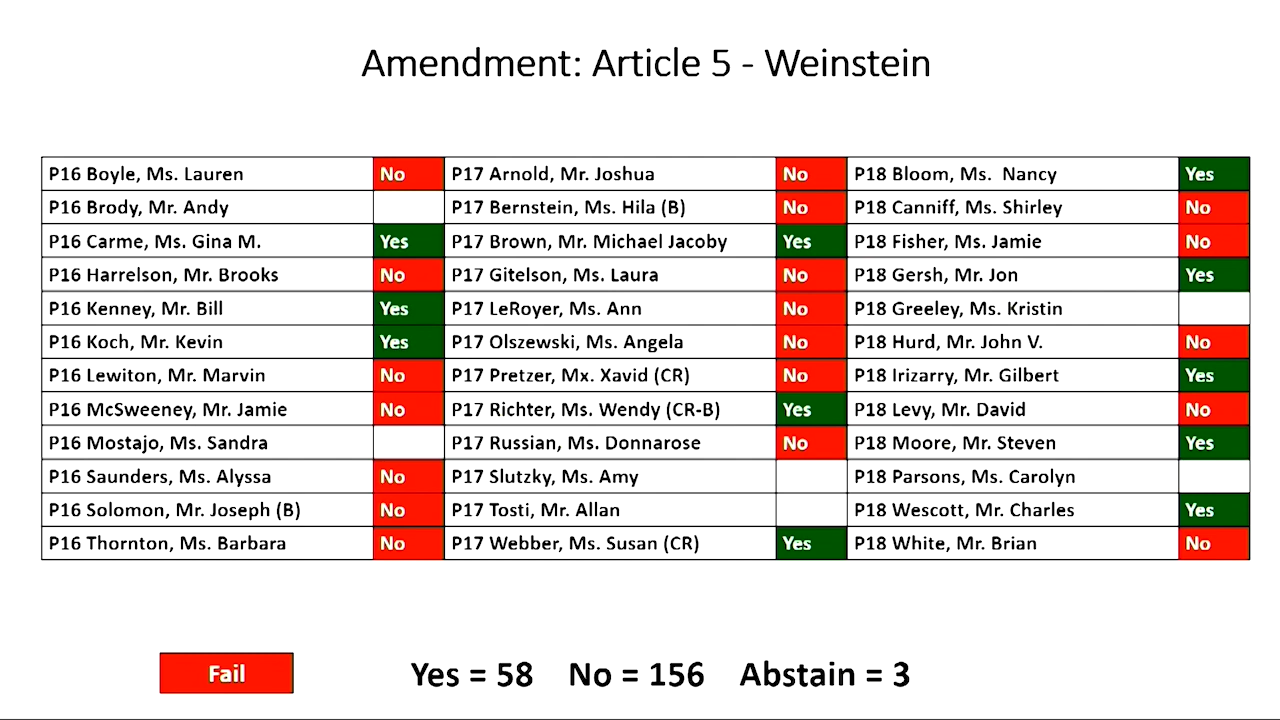 Amendment: Article 5 - Weinstein
P16 Boyle, Ms. Lauren No P17 Arnold, Mr. Joshua No P18 Bloom, Ms. Nancy Yes
P16 Brody, Mr. Andy P17 Bernstein, Ms. Hila (B) No P18 Canniff, Ms. Shirley No
P16 Carme, Ms. Gina M. Yes P17 Brown, Mr. Michael Jacoby Yes P18 Fisher, Ms. Jamie No
P16 Harrelson, Mr. Brooks No P17 Gitelson, Ms. Laura No P18 Gersh, Mr. Jon Yes
P16 Kenney, Mr. Bill Yes P17 LeRoyer, Ms. Ann No P18 Greeley, Ms. Kristin
P16 Koch, Mr. Kevin Yes P17 Olszewski, Ms. Angela No P18 Hurd, Mr. John V. No
P16 Lewiton, Mr. Marvin No P17 Pretzer, Mx. Xavid (CR) No P18 Irizarry, Mr. Gilbert Yes
P16 McSweeney, Mr. Jamie No P17 Richter, Ms. Wendy (CR-B) Yes P18 Levy, Mr. David No
P16 Mostajo, Ms. Sandra P17 Russian, Ms. Donnarose No P18 Moore, Mr. Steven Yes
P16 Saunders, Ms. Alyssa No P17 Slutzky, Ms. Amy P18 Parsons, Ms. Carolyn
P16 Solomon, Mr. Joseph (B) No P17 Tosti, Mr. Allan P18 Wescott, Mr. Charles Yes
P16 Thornton, Ms. Barbara No P17 Webber, Ms. Susan (CR) Yes P18 White, Mr. Brian No
Fail Yes = 58 No = 156 Abstain = 3